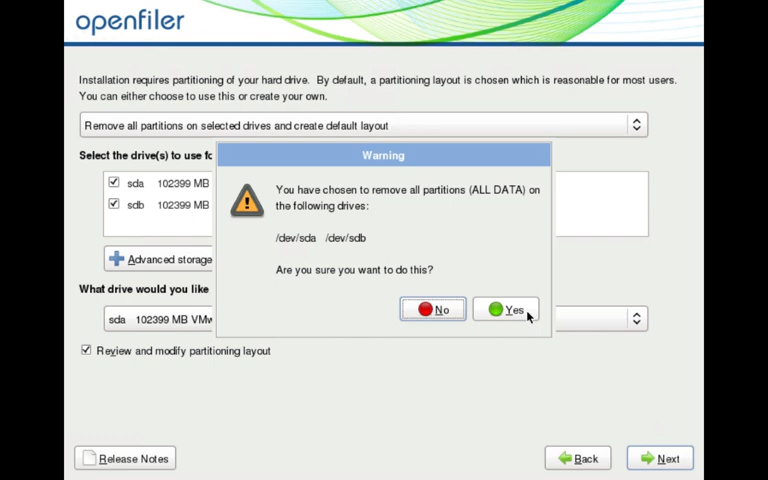 openfiler
Installation requires partitioning of your hard drive. By default, a partitioning layout is chosen which is reasonable for most users.
You can either choose to use this or create your own.
Remove all partitions on selected drives and create default layout
Select the drive(s) to use fo
Warning
sda 102399 MB
sdb 102399 MB
You have chosen to remove all partitions (ALL DATA) on
the following drives:
/dev/sda /dev/sdb
Are you sure you want to do this?
Advanced storage
What drive would you like
No
Yes
sda 102399 MB VMw
Review and modify partitioning layout
Release Notes
Back
Next